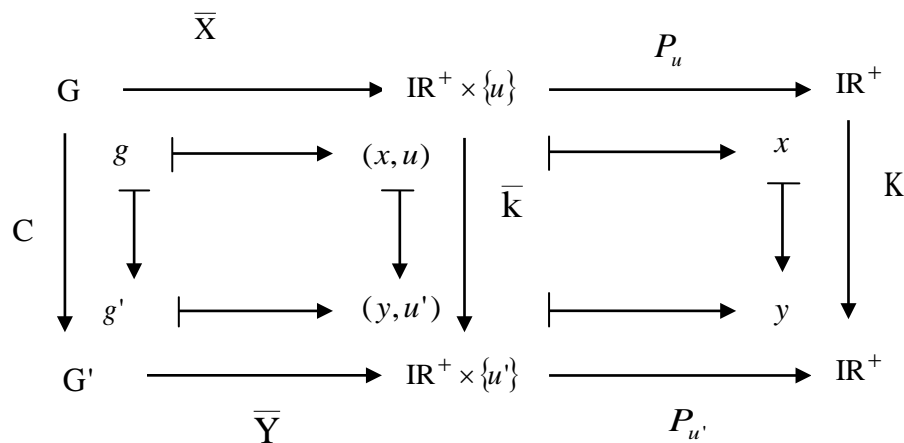 X̅ P_u
G IR⁺ × {u} IR⁺
g (x, u) x
C k̅ K
g' (y, u') y
G' IR⁺ × {u'} IR⁺
Y̅ P_u'